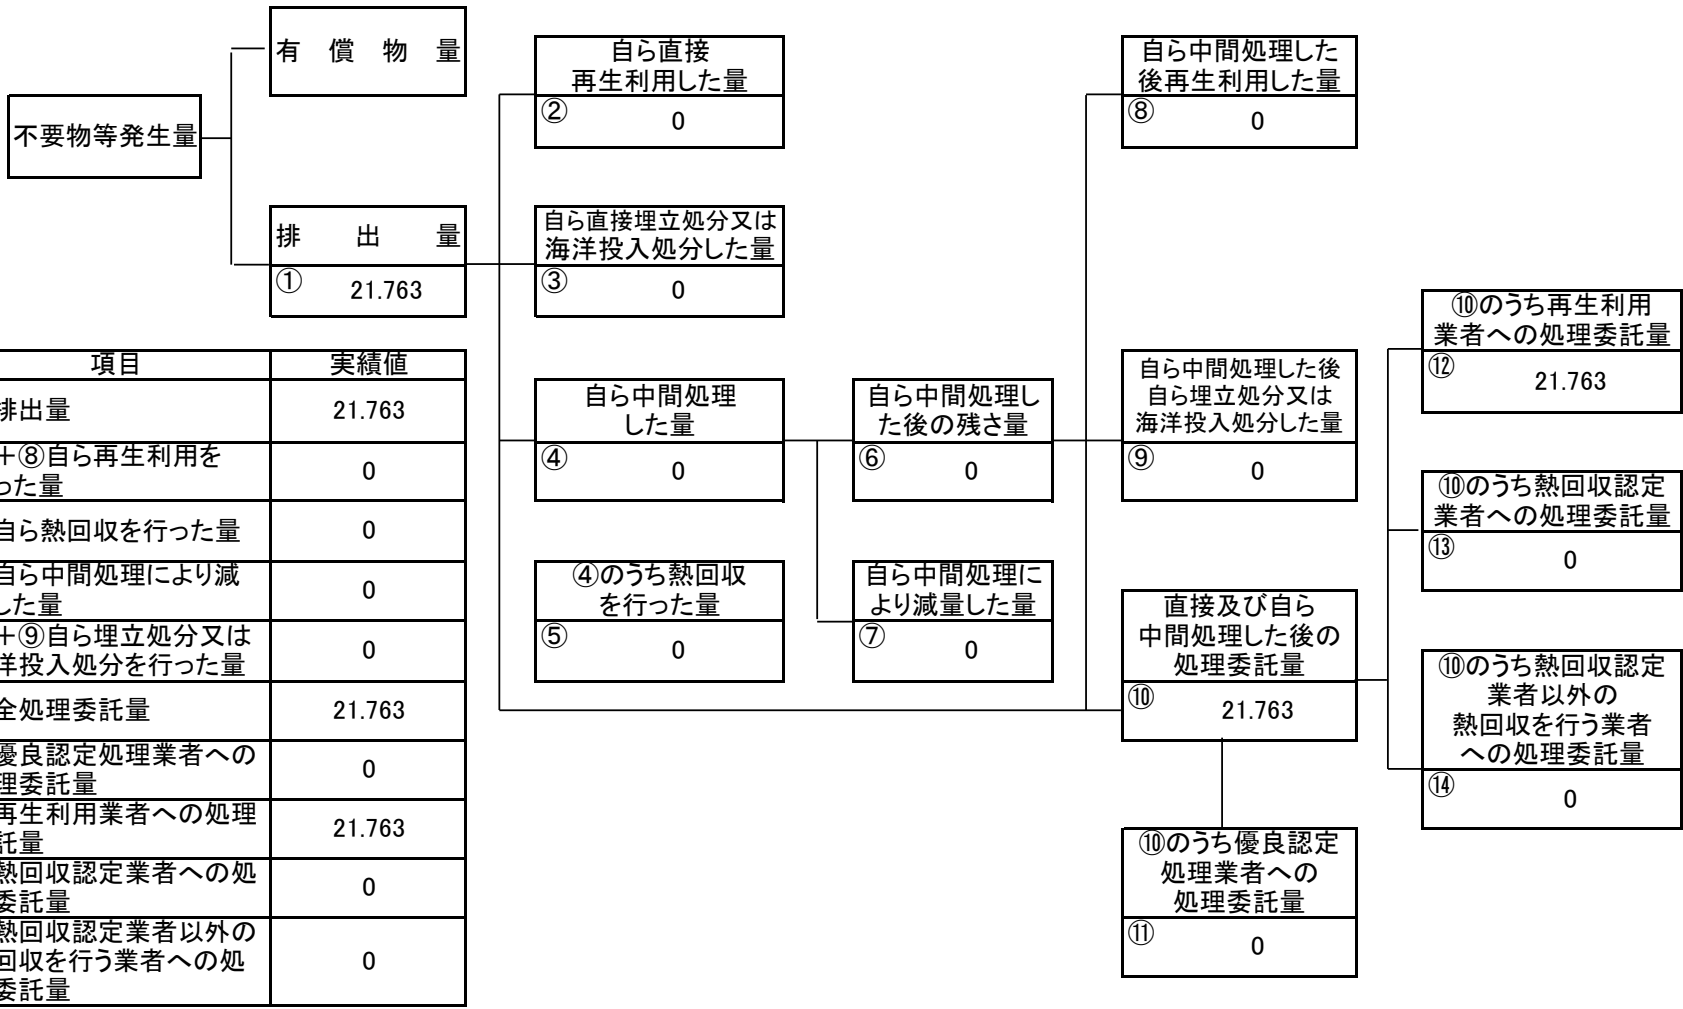 有償物量
不要物等発生量
排出量
① 21.763
自ら直接
再生利用した量
② 0
自ら直接埋立処分又は
海洋投入処分した量
③ 0
自ら中間処理
した量
④ 0
④のうち熱回収
を行った量
⑤ 0
自ら中間処理し
た後の残さ量
⑥ 0
自ら中間処理に
より減量した量
⑦ 0
自ら中間処理した
後再生利用した量
⑧ 0
自ら中間処理した後
自ら埋立処分又は
海洋投入処分した量
⑨ 0
直接及び自ら
中間処理した後の
処理委託量
⑩ 21.763
⑩のうち優良認定
処理業者への
処理委託量
⑪ 0
⑩のうち再生利用
業者への処理委託量
⑫ 21.763
⑩のうち熱回収認定
業者への処理委託量
⑬ 0
⑩のうち熱回収認定
業者以外の
熱回収を行う業者
への処理委託量
⑭ 0
項目 実績値
排出量 21.763
+⑧自ら再生利用を
った量 0
自ら熱回収を行った量 0
自ら中間処理により減
した量 0
+⑨自ら埋立処分又は
洋投入処分を行った量 0
全処理委託量 21.763
優良認定処理業者への
理委託量 0
再生利用業者への処理
託量 21.763
熱回収認定業者への処
委託量 0
熱回収認定業者以外の
回収を行う業者への処
委託量 0